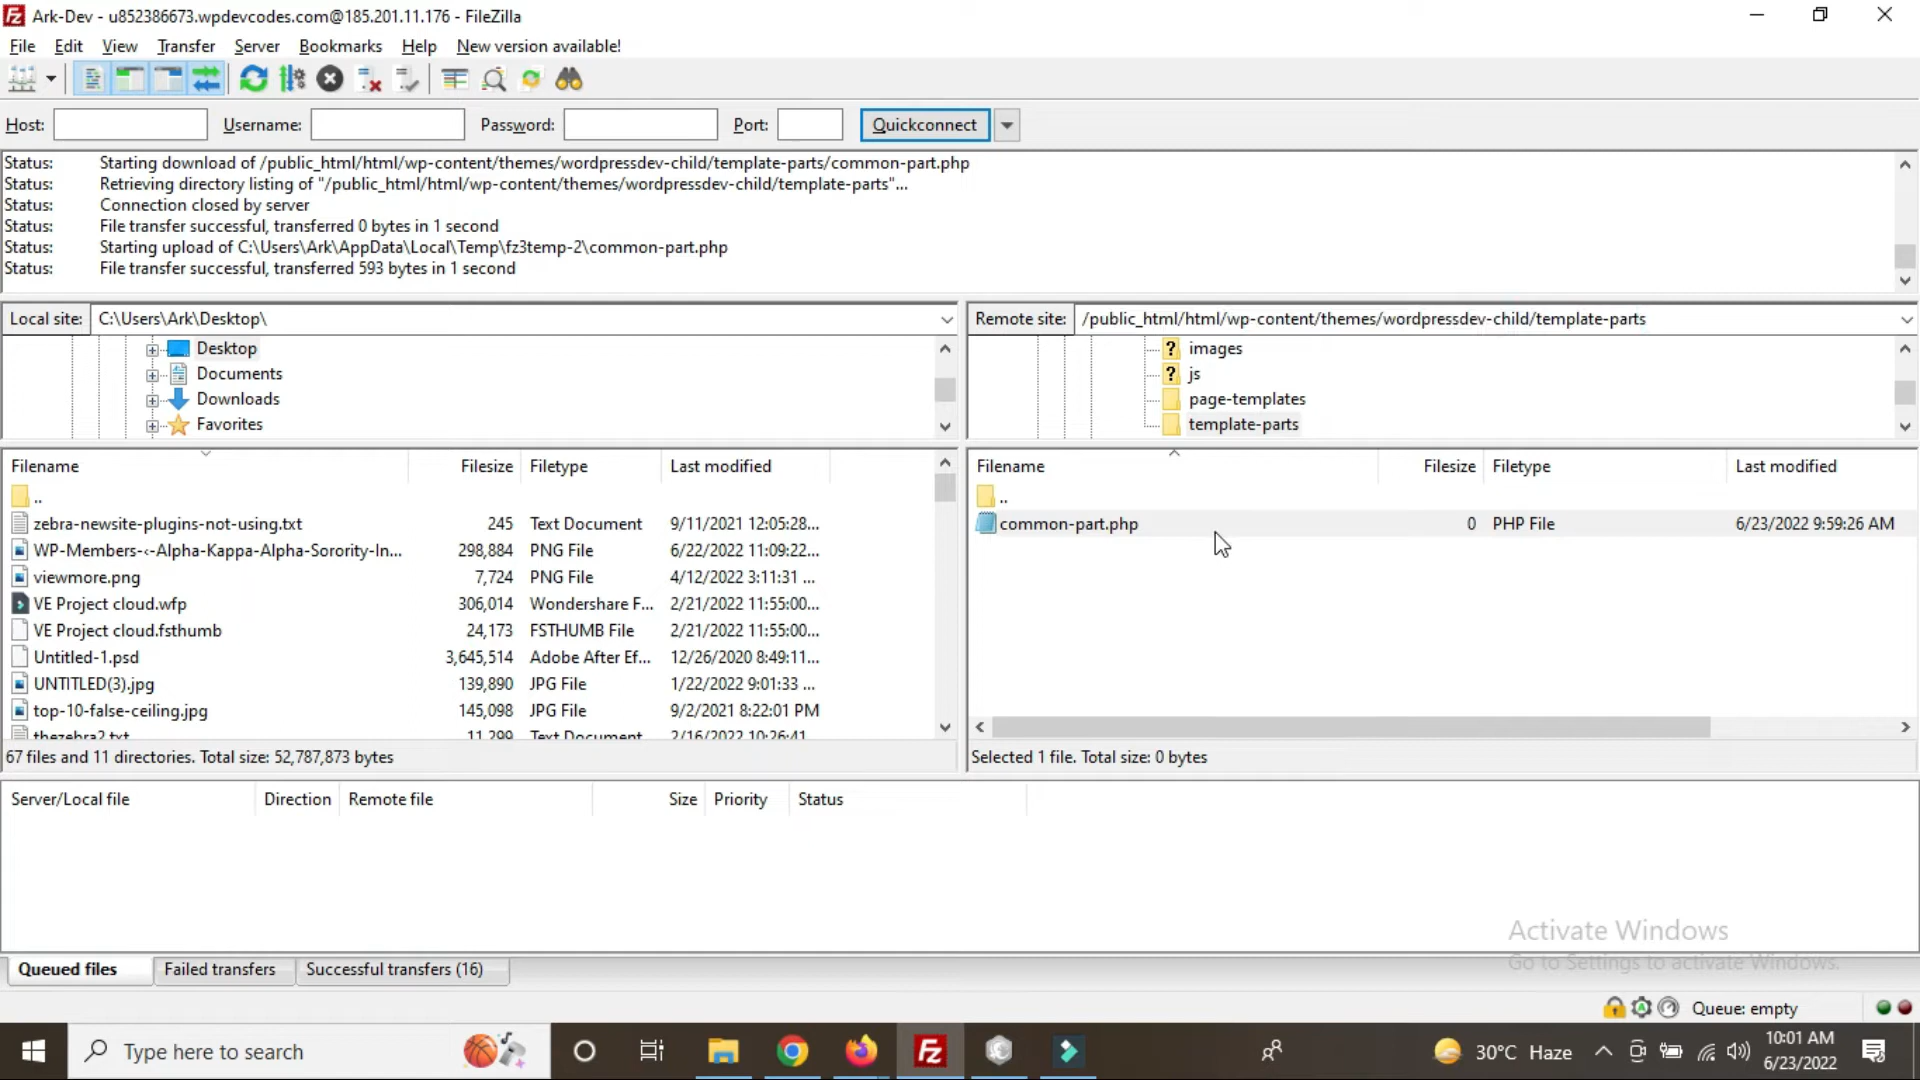 Ark-Dev - u852386673.wpdevcodes.com@185.201.11.176 - FileZilla
File Edit View Transfer Server Bookmarks Help New version available!
Host: Username: Password: Port: Quickconnect
Status: Starting download of /public_html/html/wp-content/themes/wordpressdev-child/template-parts/common-part.php
Status: Retrieving directory listing of "/public_html/html/wp-content/themes/wordpressdev-child/template-parts"...
Status: Connection closed by server
Status: File transfer successful, transferred 0 bytes in 1 second
Status: Starting upload of C:\Users\Ark\AppData\Local\Temp\fz3temp-2\common-part.php
Status: File transfer successful, transferred 593 bytes in 1 second
Local site: C:\Users\Ark\Desktop\
Desktop
Documents
Downloads
Favorites
Filename Filesize Filetype Last modified
..
zebra-newsite-plugins-not-using.txt 245 Text Document 9/11/2021 12:05:28...
WP-Members-‹-Alpha-Kappa-Alpha-Sorority-In... 298,884 PNG File 6/22/2022 11:09:22...
viewmore.png 7,724 PNG File 4/12/2022 3:11:31 ...
VE Project cloud.wfp 306,014 Wondershare F... 2/21/2022 11:55:00...
VE Project cloud.fsthumb 24,173 FSTHUMB File 2/21/2022 11:55:00...
Untitled-1.psd 3,645,514 Adobe After Ef... 12/26/2020 8:49:11...
UNTITLED(3).jpg 139,890 JPG File 1/22/2022 9:01:33 ...
top-10-false-ceiling.jpg 145,098 JPG File 9/2/2021 8:22:01 PM
thezebra2.txt 11,299 Text Document 2/16/2022 10:26:41
67 files and 11 directories. Total size: 52,787,873 bytes
Remote site: /public_html/html/wp-content/themes/wordpressdev-child/template-parts
? images
? js
page-templates
template-parts
Filename Filesize Filetype Last modified
..
common-part.php 0 PHP File 6/23/2022 9:59:26 AM
Selected 1 file. Total size: 0 bytes
Server/Local file Direction Remote file Size Priority Status
Activate Windows
Go to Settings to activate Windows.
Queued files Failed transfers Successful transfers (16)
Queue: empty
Type here to search
30°C Haze
10:01 AM
6/23/2022